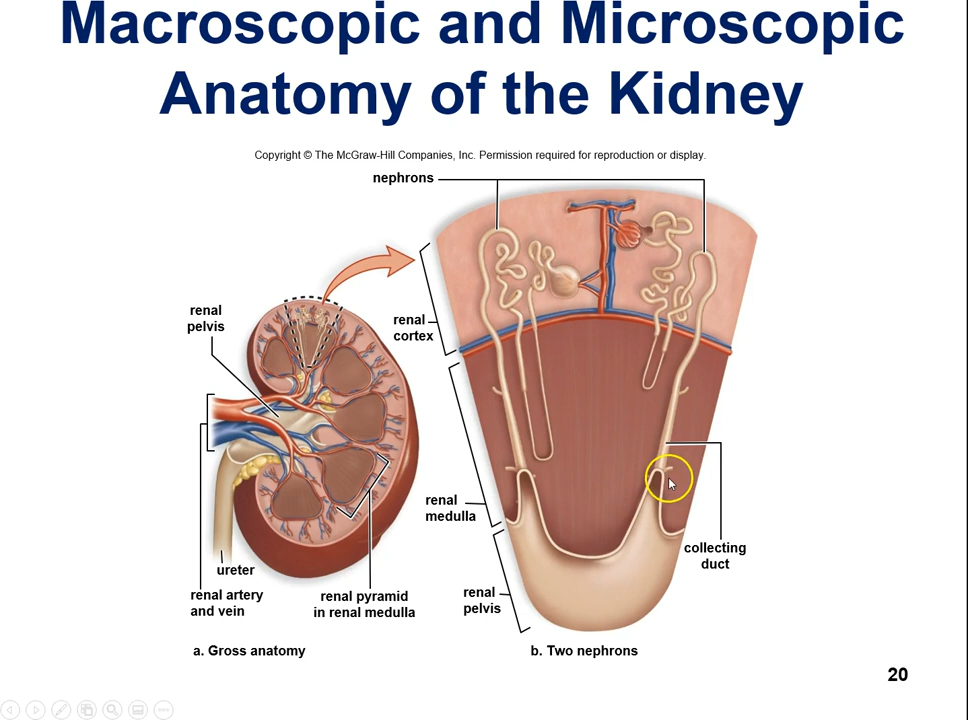 Macroscopic and Microscopic
Anatomy of the Kidney
Copyright © The McGraw-Hill Companies, Inc. Permission required for reproduction or display.
nephrons
renal
pelvis
renal
cortex
renal
medulla
collecting
duct
ureter
renal artery
and vein
renal pyramid
in renal medulla
renal
pelvis
a. Gross anatomy
b. Two nephrons
20